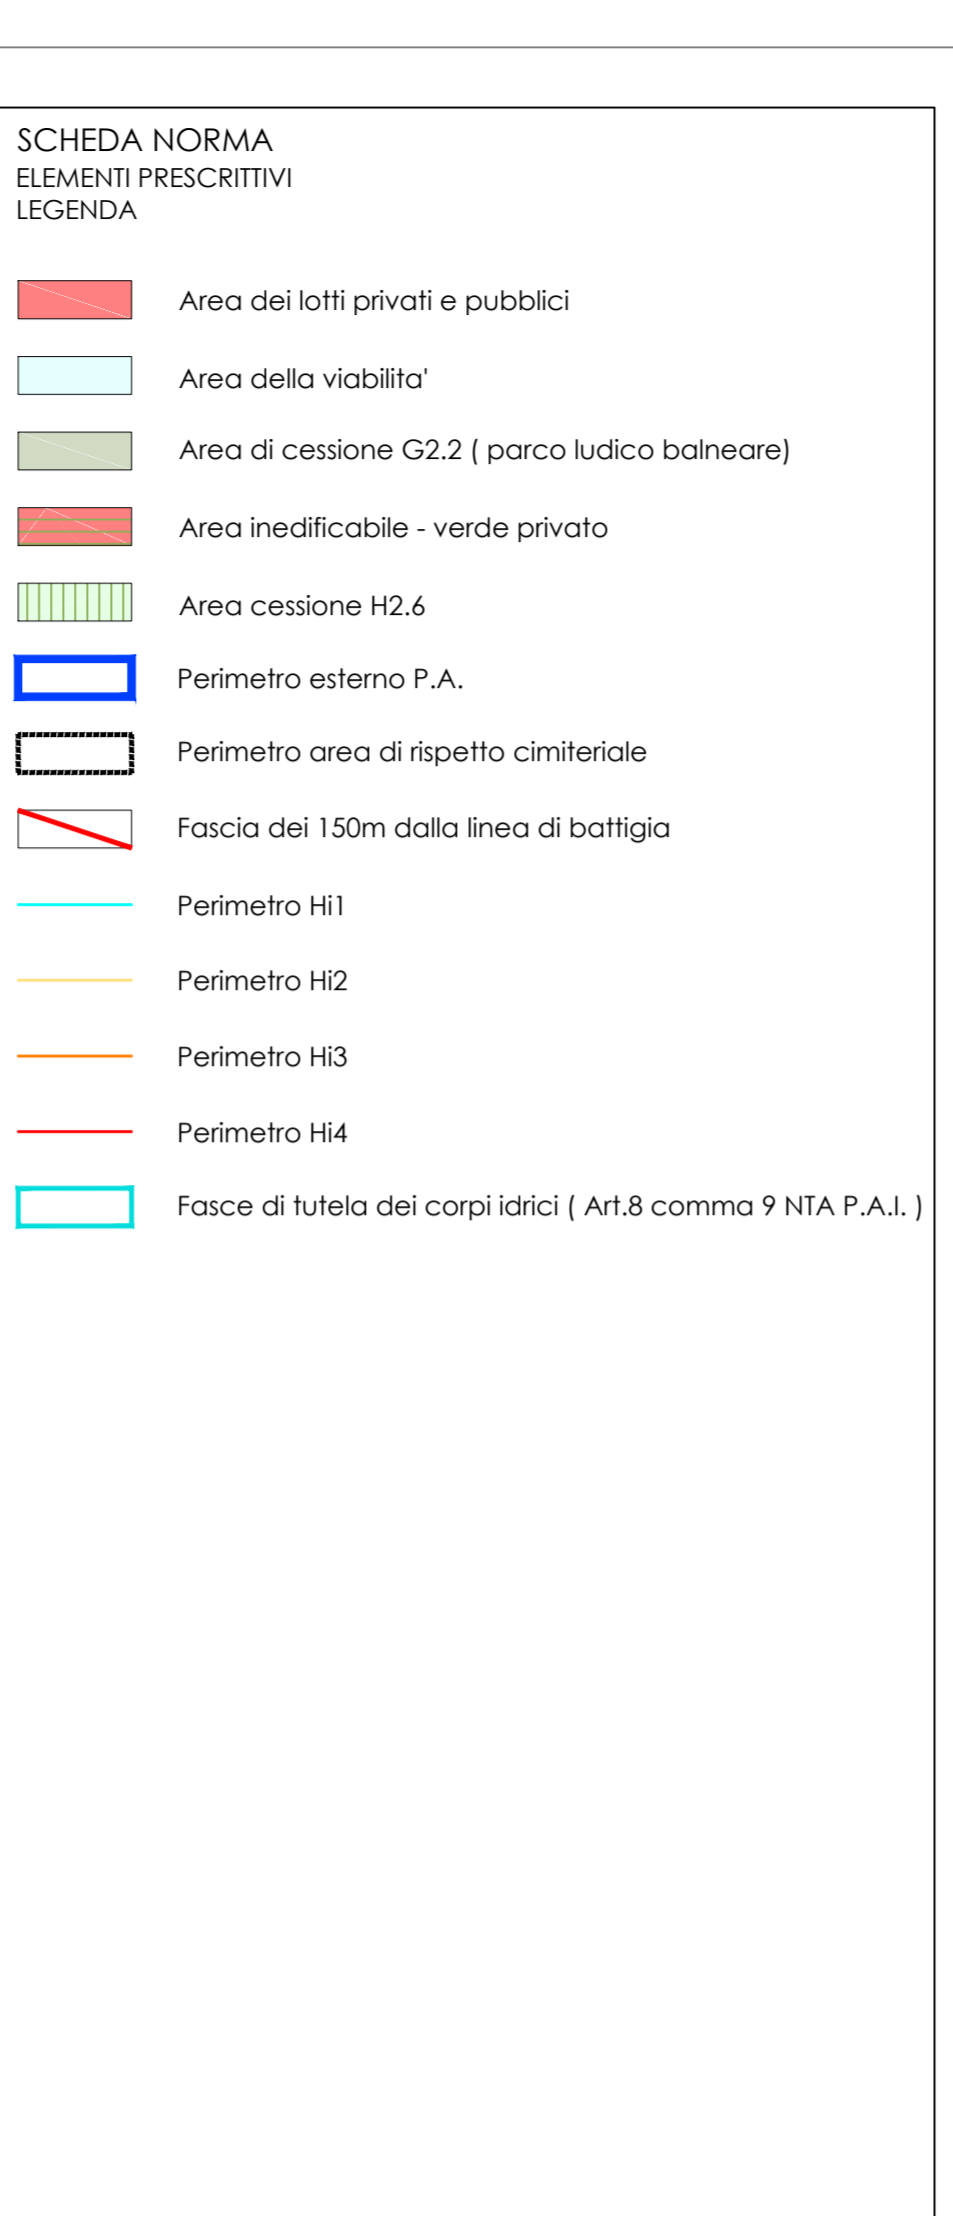 SCHEDA NORMA
ELEMENTI PRESCRITTIVI
LEGENDA
Area dei lotti privati e pubblici
Area della viabilita'
Area di cessione G2.2 ( parco ludico balneare)
Area inedificabile - verde privato
Area cessione H2.6
Perimetro esterno P.A.
Perimetro area di rispetto cimiteriale
Fascia dei 150m dalla linea di battigia
Perimetro Hi1
Perimetro Hi2
Perimetro Hi3
Perimetro Hi4
Fasce di tutela dei corpi idrici ( Art.8 comma 9 NTA P.A.I. )